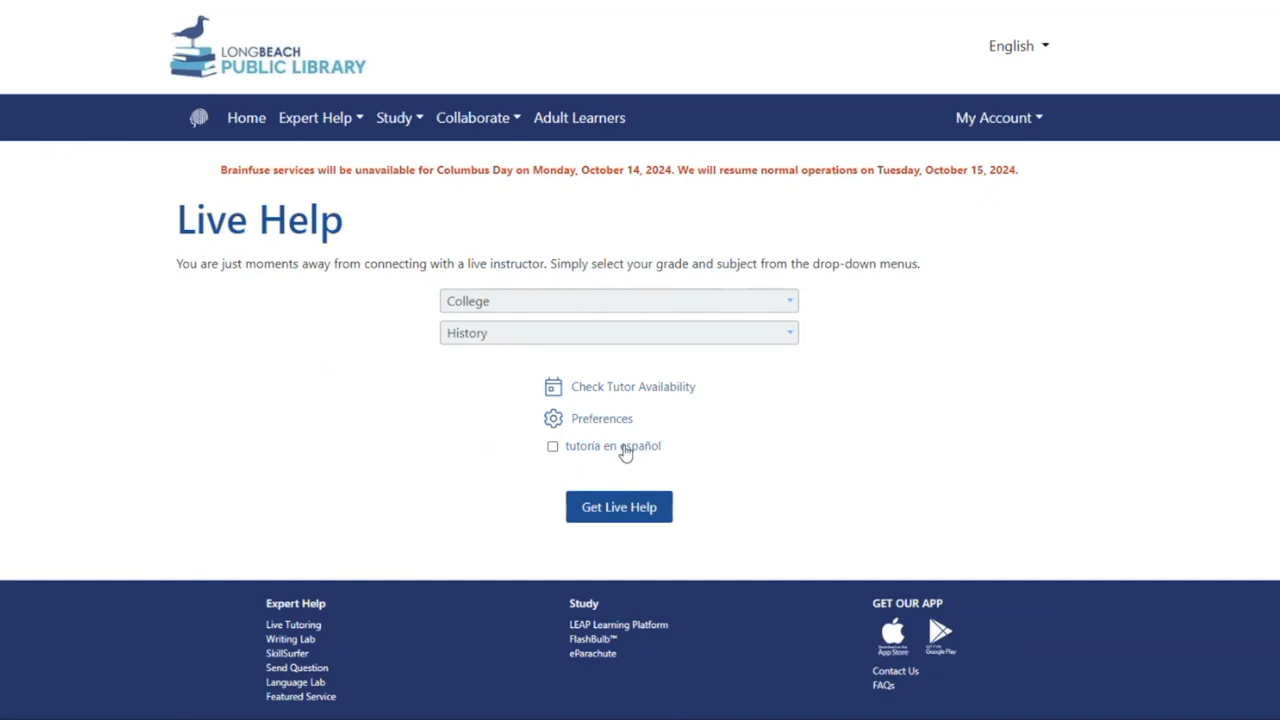 LONGBEACH
PUBLIC LIBRARY
English
Home Expert Help Study Collaborate Adult Learners My Account
Brainfuse services will be unavailable for Columbus Day on Monday, October 14, 2024. We will resume normal operations on Tuesday, October 15, 2024.
Live Help
You are just moments away from connecting with a live instructor. Simply select your grade and subject from the drop-down menus.
College
History
Check Tutor Availability
Preferences
tutoría en español
Get Live Help
Expert Help
Live Tutoring
Writing Lab
SkillSurfer
Send Question
Language Lab
Featured Service
Study
LEAP Learning Platform
FlashBulb™
eParachute
GET OUR APP
App Store
Google Play
Contact Us
FAQs